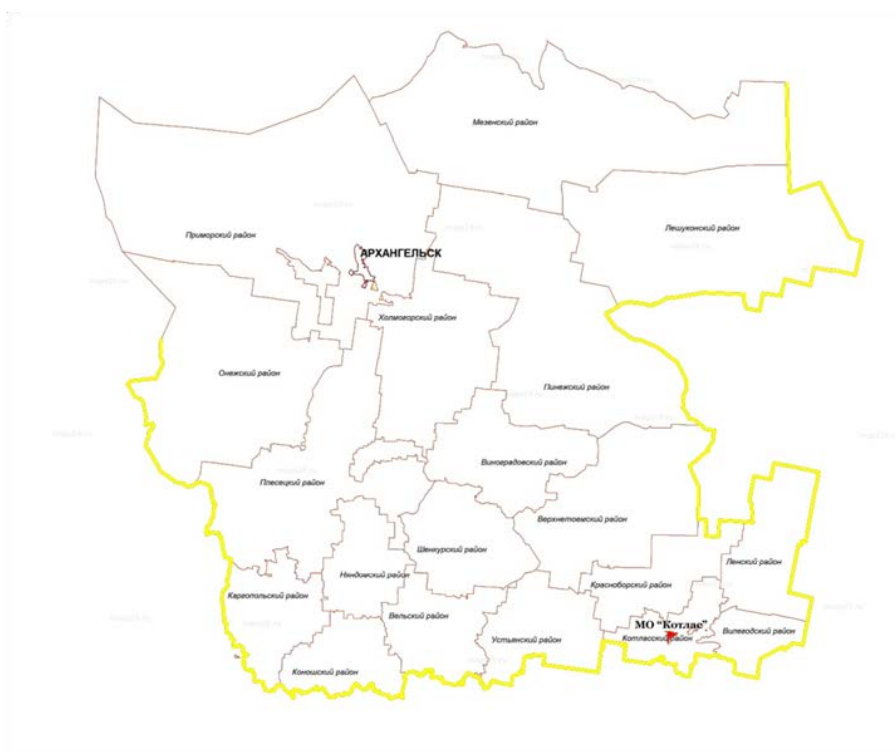 Мезенский район
Лешуконский район
Приморский район
АРХАНГЕЛЬСК
Холмогорский район
Онежский район
Пинежский район
Виноградовский район
Плесецкий район
Верхнетоемский район
Шенкурский район
Ленский район
Няндомский район
Красноборский район
Каргопольский район
Вельский район
МО "Котлас"
Устьянский район
Котласский район
Вилегодский район
Коношский район